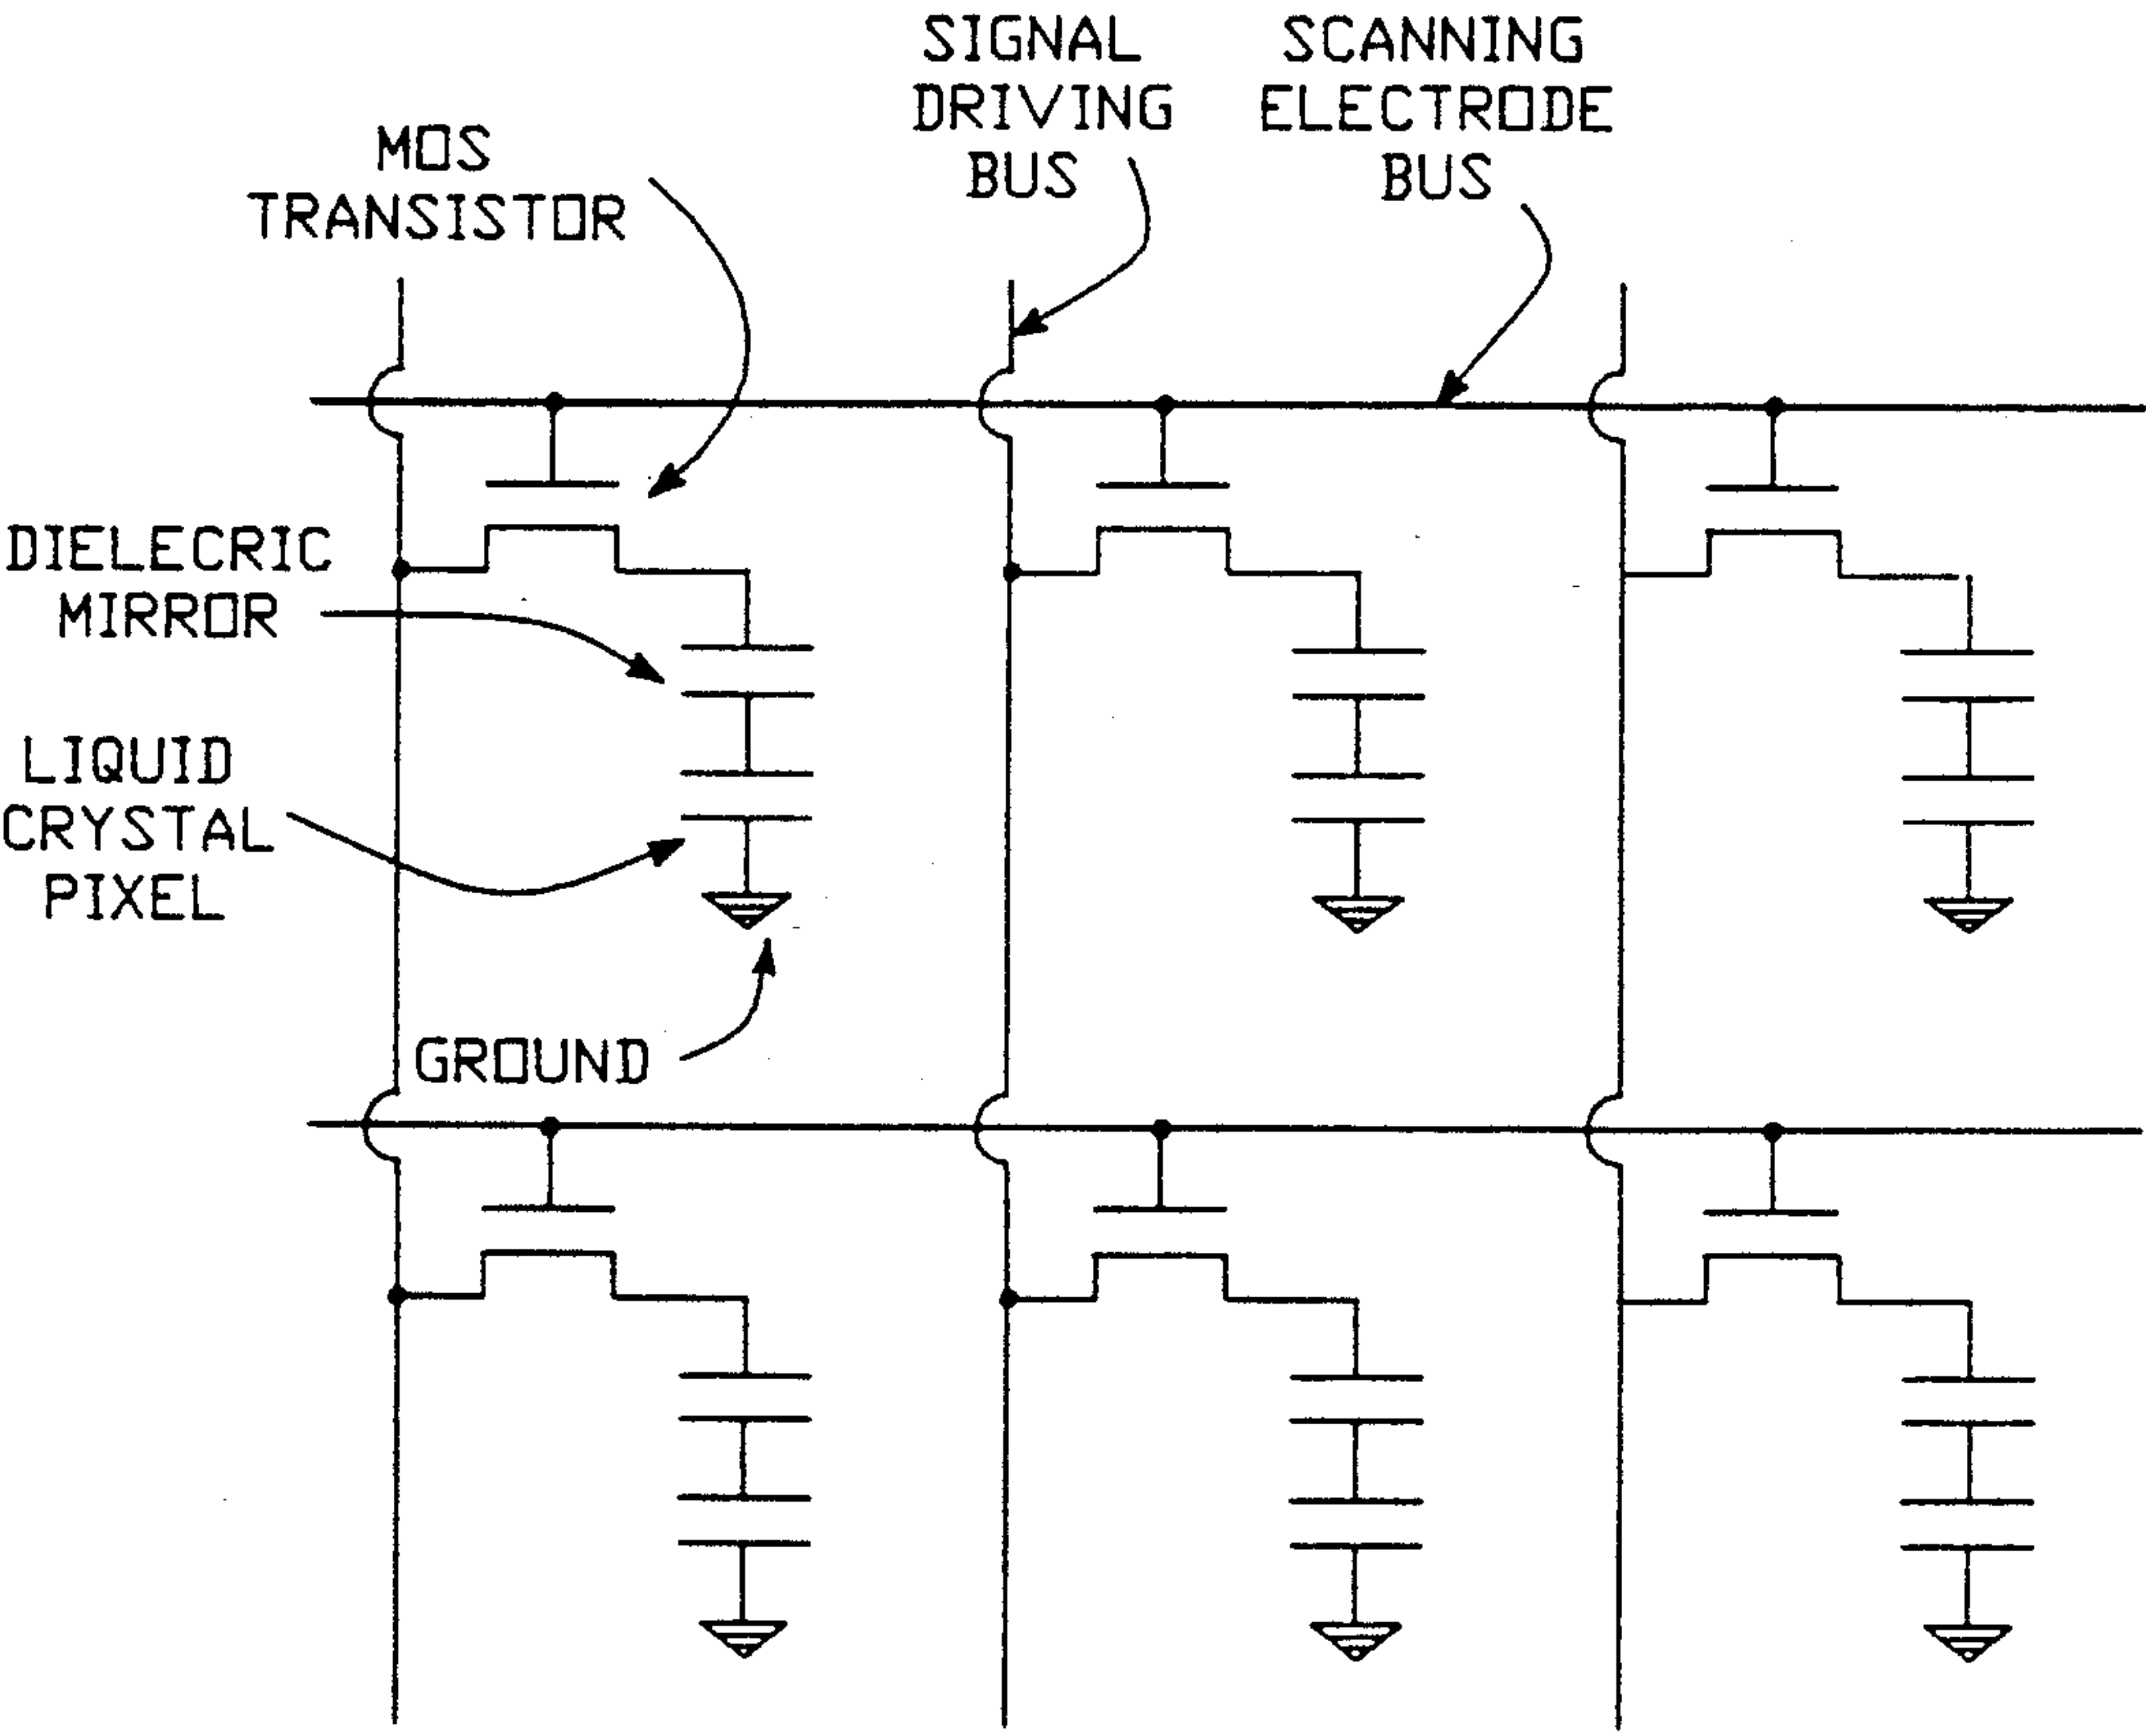 SIGNAL
DRIVING
BUS
SCANNING
ELECTRODE
BUS
MOS
TRANSISTOR
DIELECRIC
MIRROR
LIQUID
CRYSTAL
PIXEL
GROUND